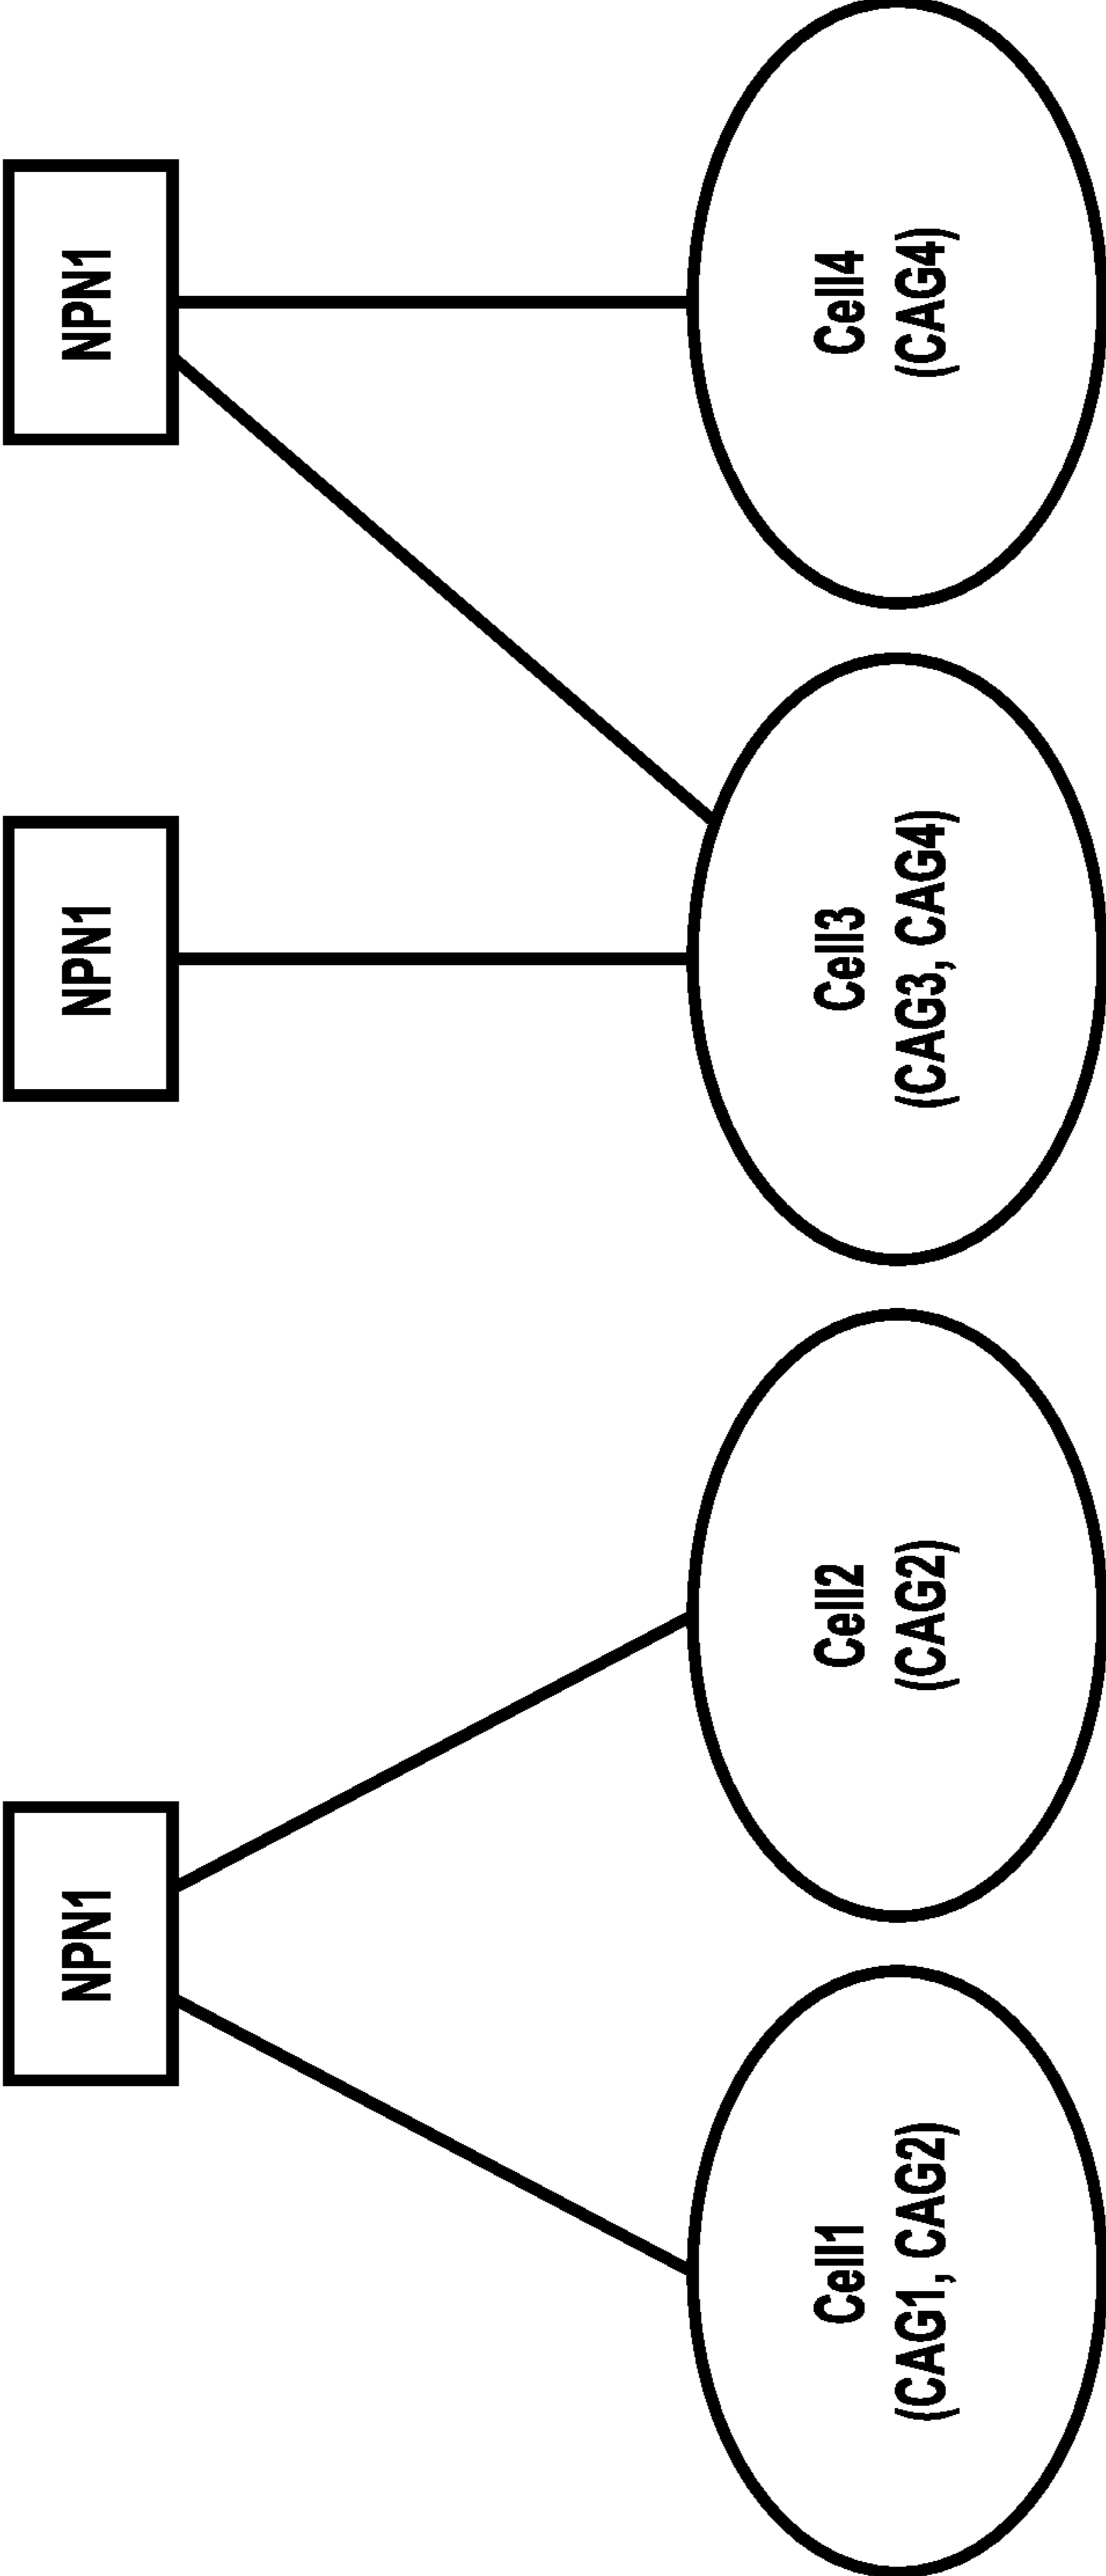 NPN1
NPN1
NPN1
Cell1
(CAG1, CAG2)
Cell2
(CAG2)
Cell3
(CAG3, CAG4)
Cell4
(CAG4)